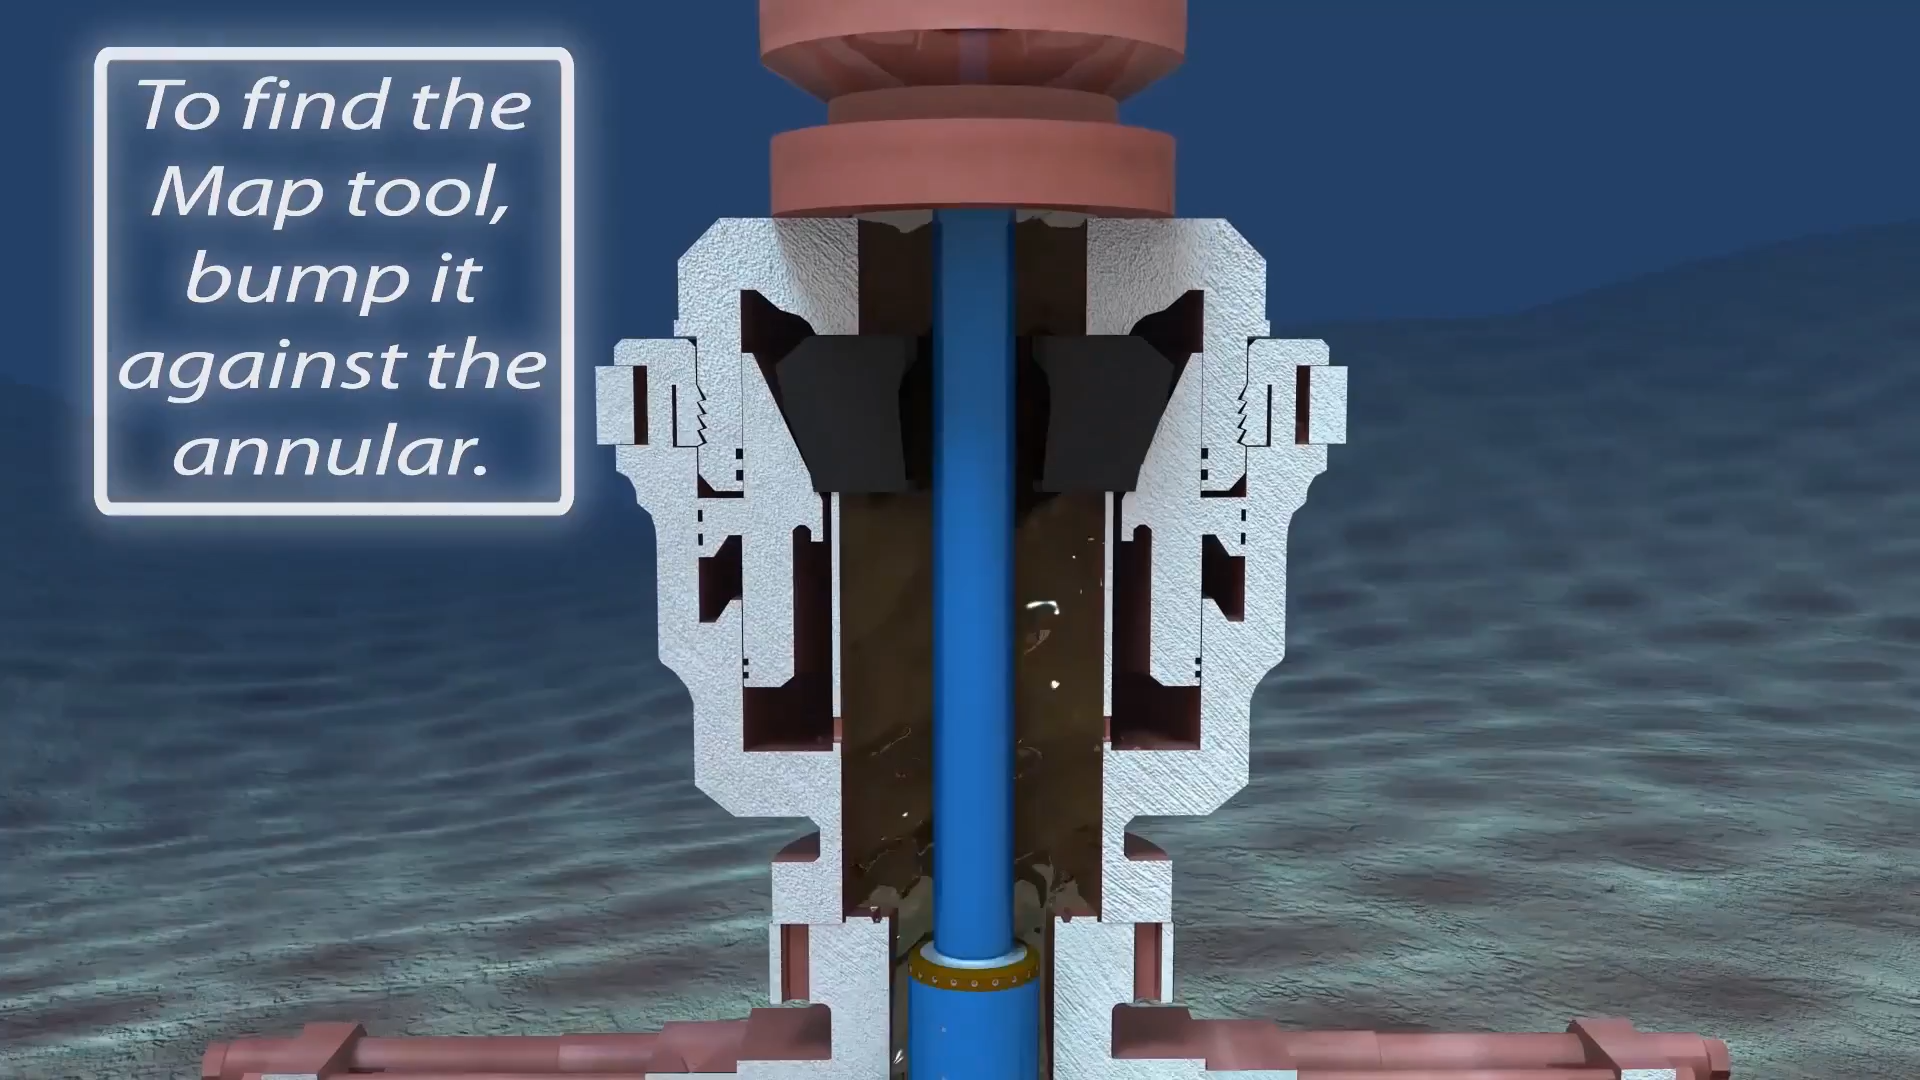 To find the
Map tool,
bump it
against the
annular.